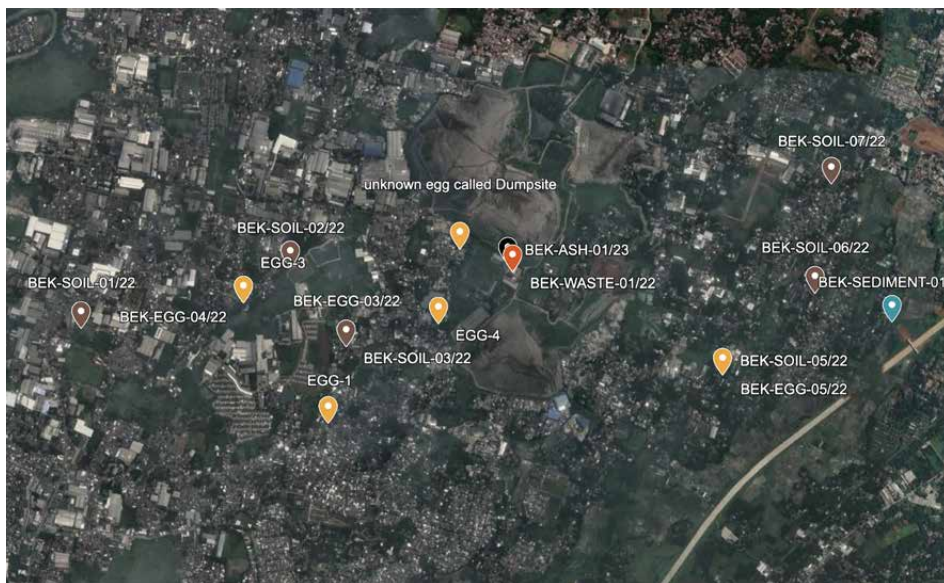 BEK-SOIL-07/22
unknown egg called Dumpsite
BEK-SOIL-02/22
BEK-ASH-01/23
BEK-SOIL-06/22
EGG-3
BEK-SOIL-01/22
BEK-WASTE-01/22
BEK-SEDIMENT-01
BEK-EGG-03/22
BEK-EGG-04/22
EGG-4
BEK-SOIL-03/22
BEK-SOIL-05/22
EGG-1
BEK-EGG-05/22